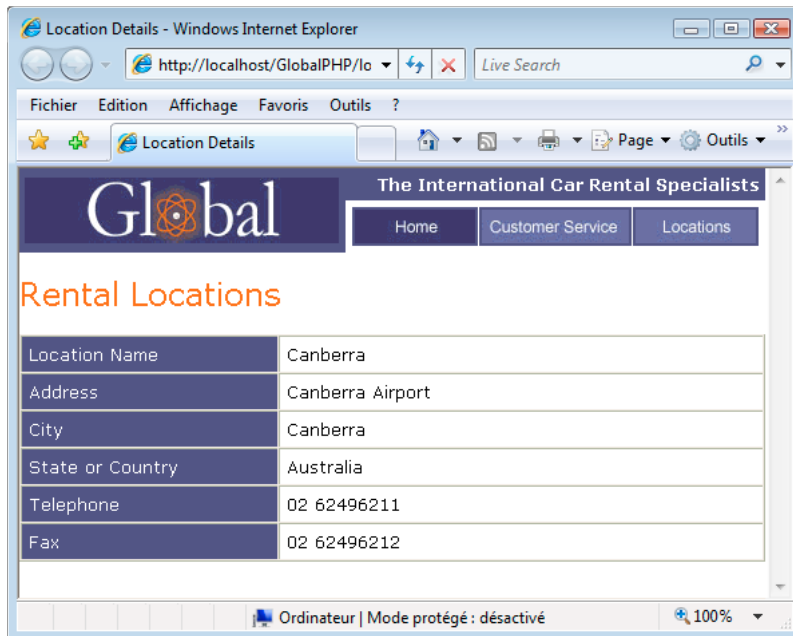 Location Details - Windows Internet Explorer
http://localhost/GlobalPHP/lo
Live Search
Fichier Edition Affichage Favoris Outils ?
Location Details
Page Outils
Global
The International Car Rental Specialists
Home Customer Service Locations
Rental Locations
Location Name Canberra
Address Canberra Airport
City Canberra
State or Country Australia
Telephone 02 62496211
Fax 02 62496212
Ordinateur | Mode protégé : désactivé 100%